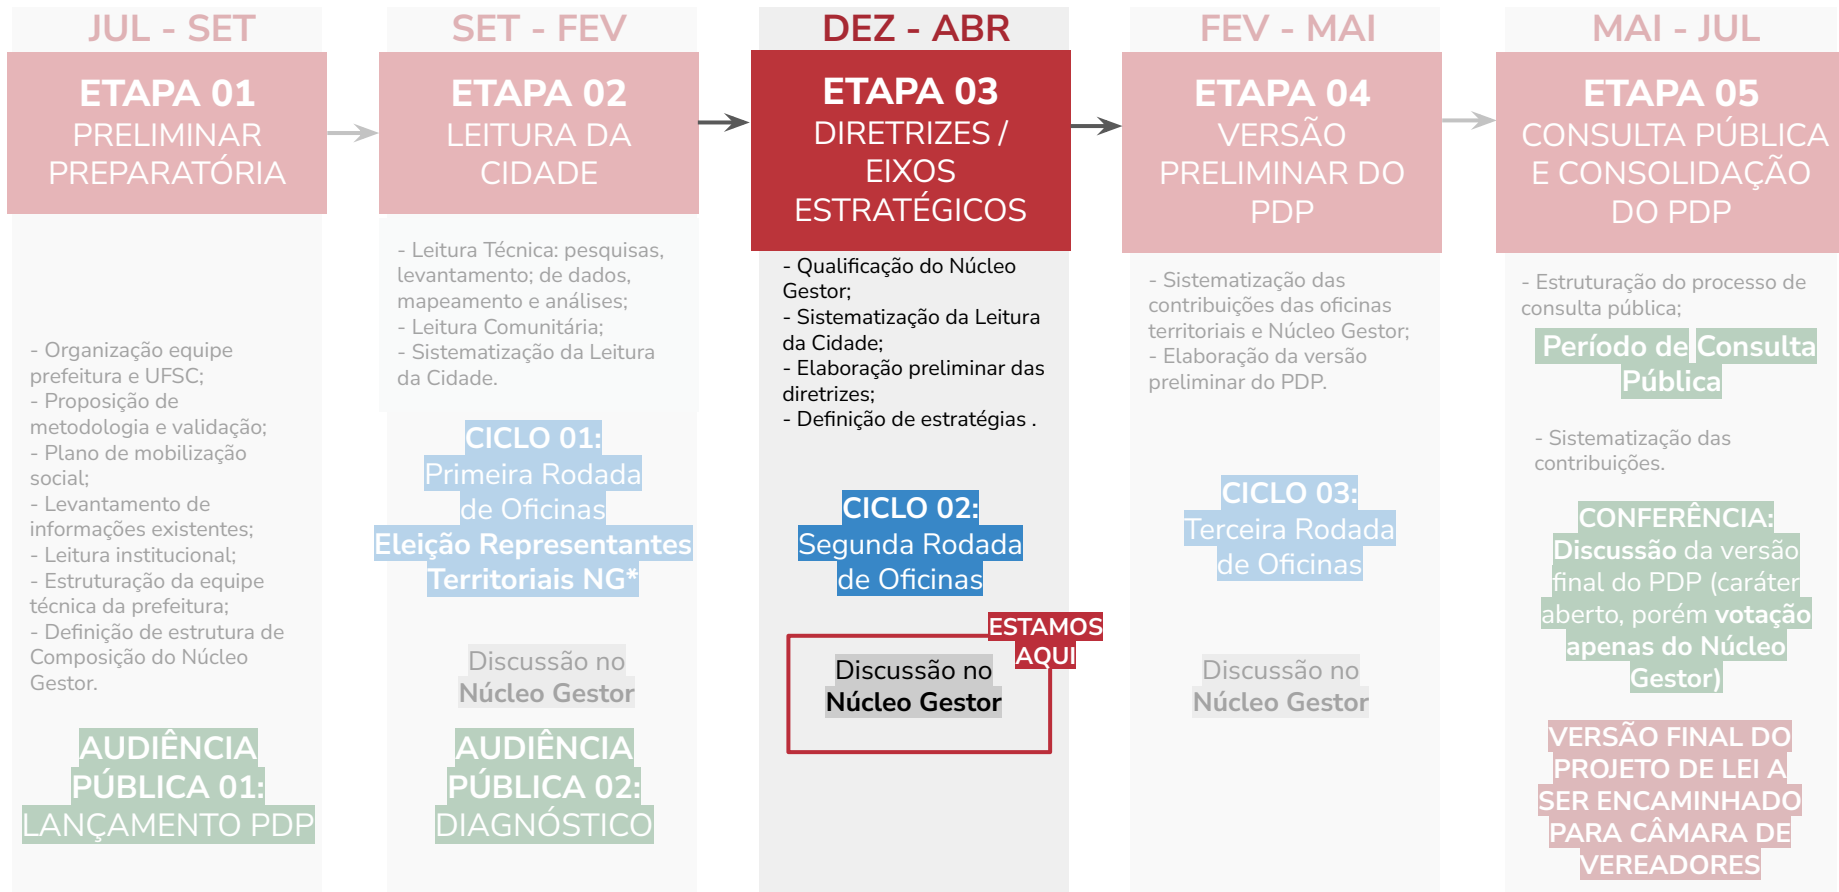 JUL - SET
ETAPA 01
PRELIMINAR
PREPARATÓRIA
- Organização equipe
prefeitura e UFSC;
- Proposição de
metodologia e validação;
- Plano de mobilização
social;
- Levantamento de
informações existentes;
- Leitura institucional;
- Estruturação da equipe
técnica da prefeitura;
- Definição de estrutura de
Composição do Núcleo
Gestor.
AUDIÊNCIA
PÚBLICA 01:
LANÇAMENTO PDP
SET - FEV
ETAPA 02
LEITURA DA
CIDADE
- Leitura Técnica: pesquisas,
levantamento; de dados,
mapeamento e análises;
- Leitura Comunitária;
- Sistematização da Leitura
da Cidade.
CICLO 01:
Primeira Rodada
de Oficinas
Eleição Representantes
Territoriais NG*
Discussão no
Núcleo Gestor
AUDIÊNCIA
PÚBLICA 02:
DIAGNÓSTICO
DEZ - ABR
ETAPA 03
DIRETRIZES /
EIXOS
ESTRATÉGICOS
- Qualificação do Núcleo
Gestor;
- Sistematização da Leitura
da Cidade;
- Elaboração preliminar das
diretrizes;
- Definição de estratégias .
CICLO 02:
Segunda Rodada
de Oficinas
ESTAMOS
AQUI
Discussão no
Núcleo Gestor
FEV - MAI
ETAPA 04
VERSÃO
PRELIMINAR DO
PDP
- Sistematização das
contribuições das oficinas
territoriais e Núcleo Gestor;
- Elaboração da versão
preliminar do PDP.
CICLO 03:
Terceira Rodada
de Oficinas
Discussão no
Núcleo Gestor
MAI - JUL
ETAPA 05
CONSULTA PÚBLICA
E CONSOLIDAÇÃO
DO PDP
- Estruturação do processo de
consulta pública;
Período de Consulta
Pública
- Sistematização das
contribuições.
CONFERÊNCIA:
Discussão da versão
final do PDP (caráter
aberto, porém votação
apenas do Núcleo
Gestor)
VERSÃO FINAL DO
PROJETO DE LEI A
SER ENCAMINHADO
PARA CÂMARA DE
VEREADORES